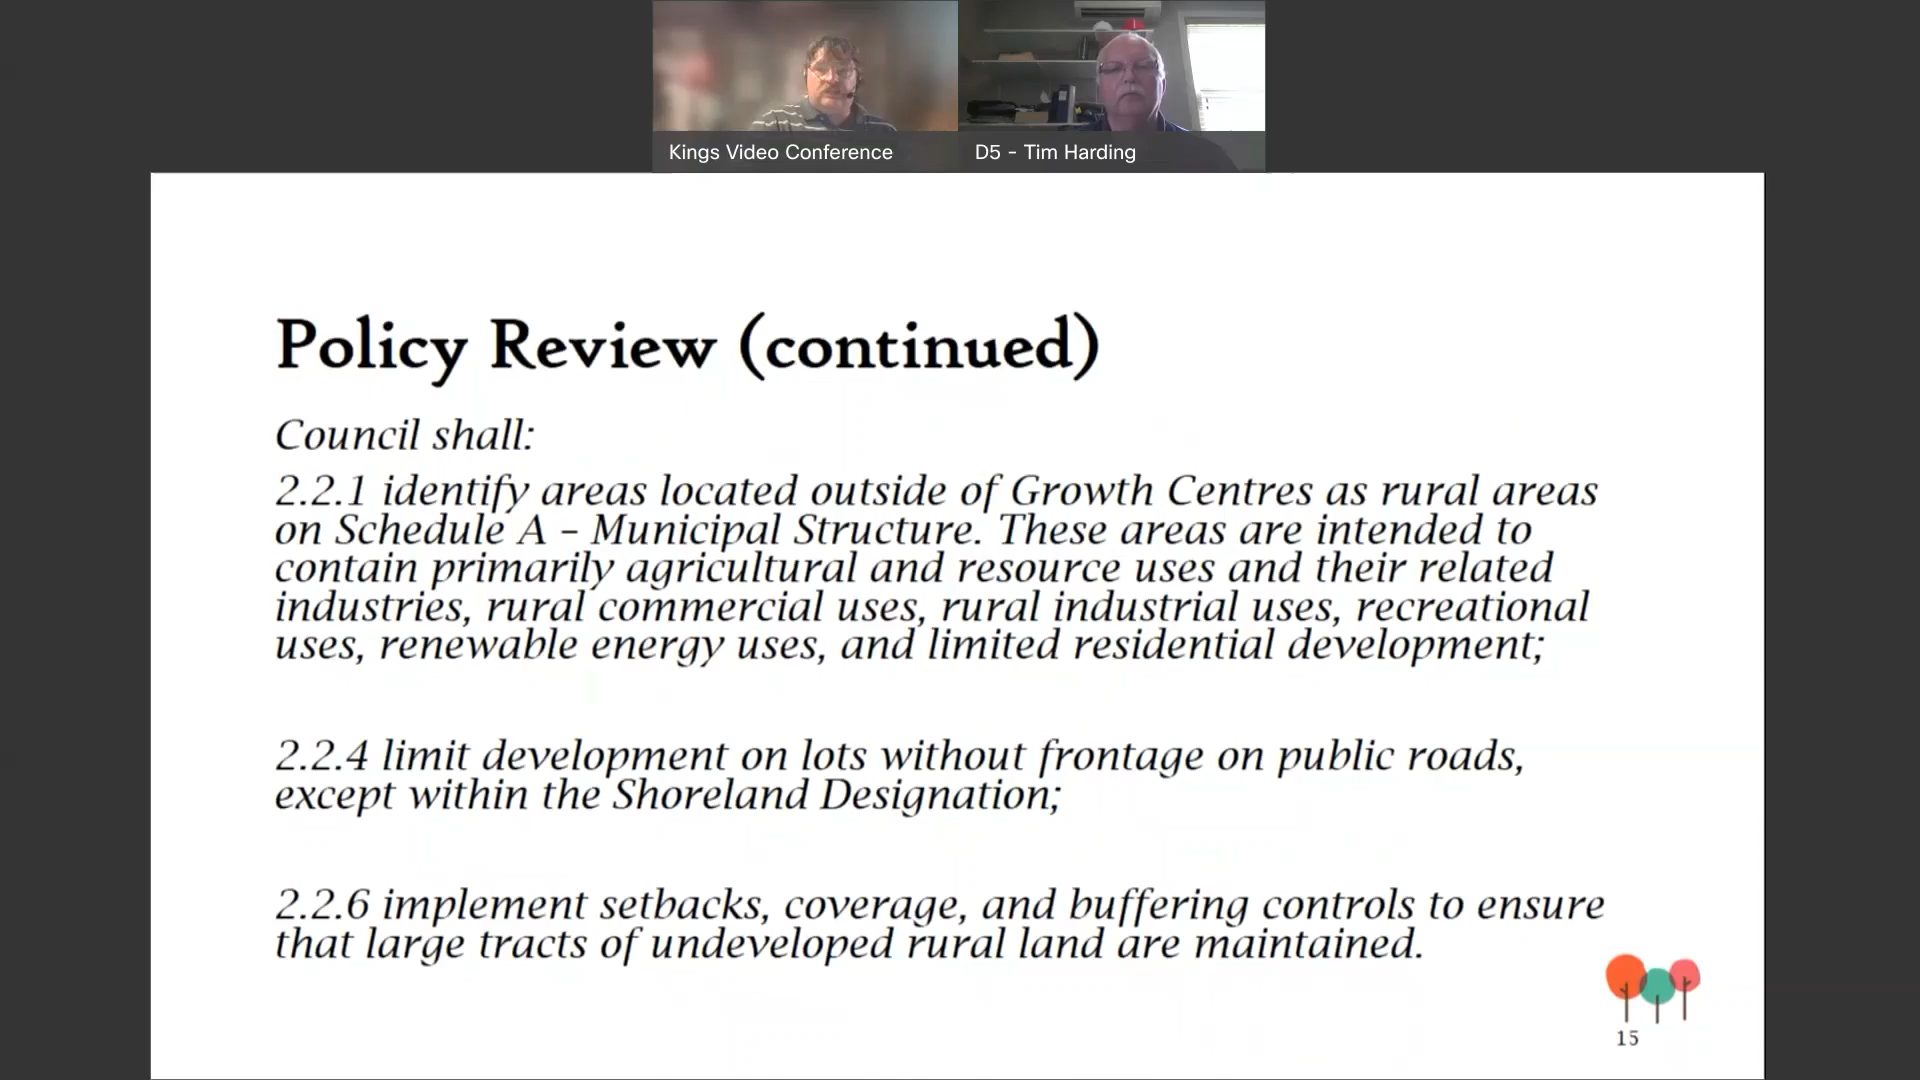 Kings Video Conference
D5 - Tim Harding
Policy Review (continued)
Council shall:
2.2.1 identify areas located outside of Growth Centres as rural areas
on Schedule A – Municipal Structure. These areas are intended to
contain primarily agricultural and resource uses and their related
industries, rural commercial uses, rural industrial uses, recreational
uses, renewable energy uses, and limited residential development;
2.2.4 limit development on lots without frontage on public roads,
except within the Shoreland Designation;
2.2.6 implement setbacks, coverage, and buffering controls to ensure
that large tracts of undeveloped rural land are maintained.
15